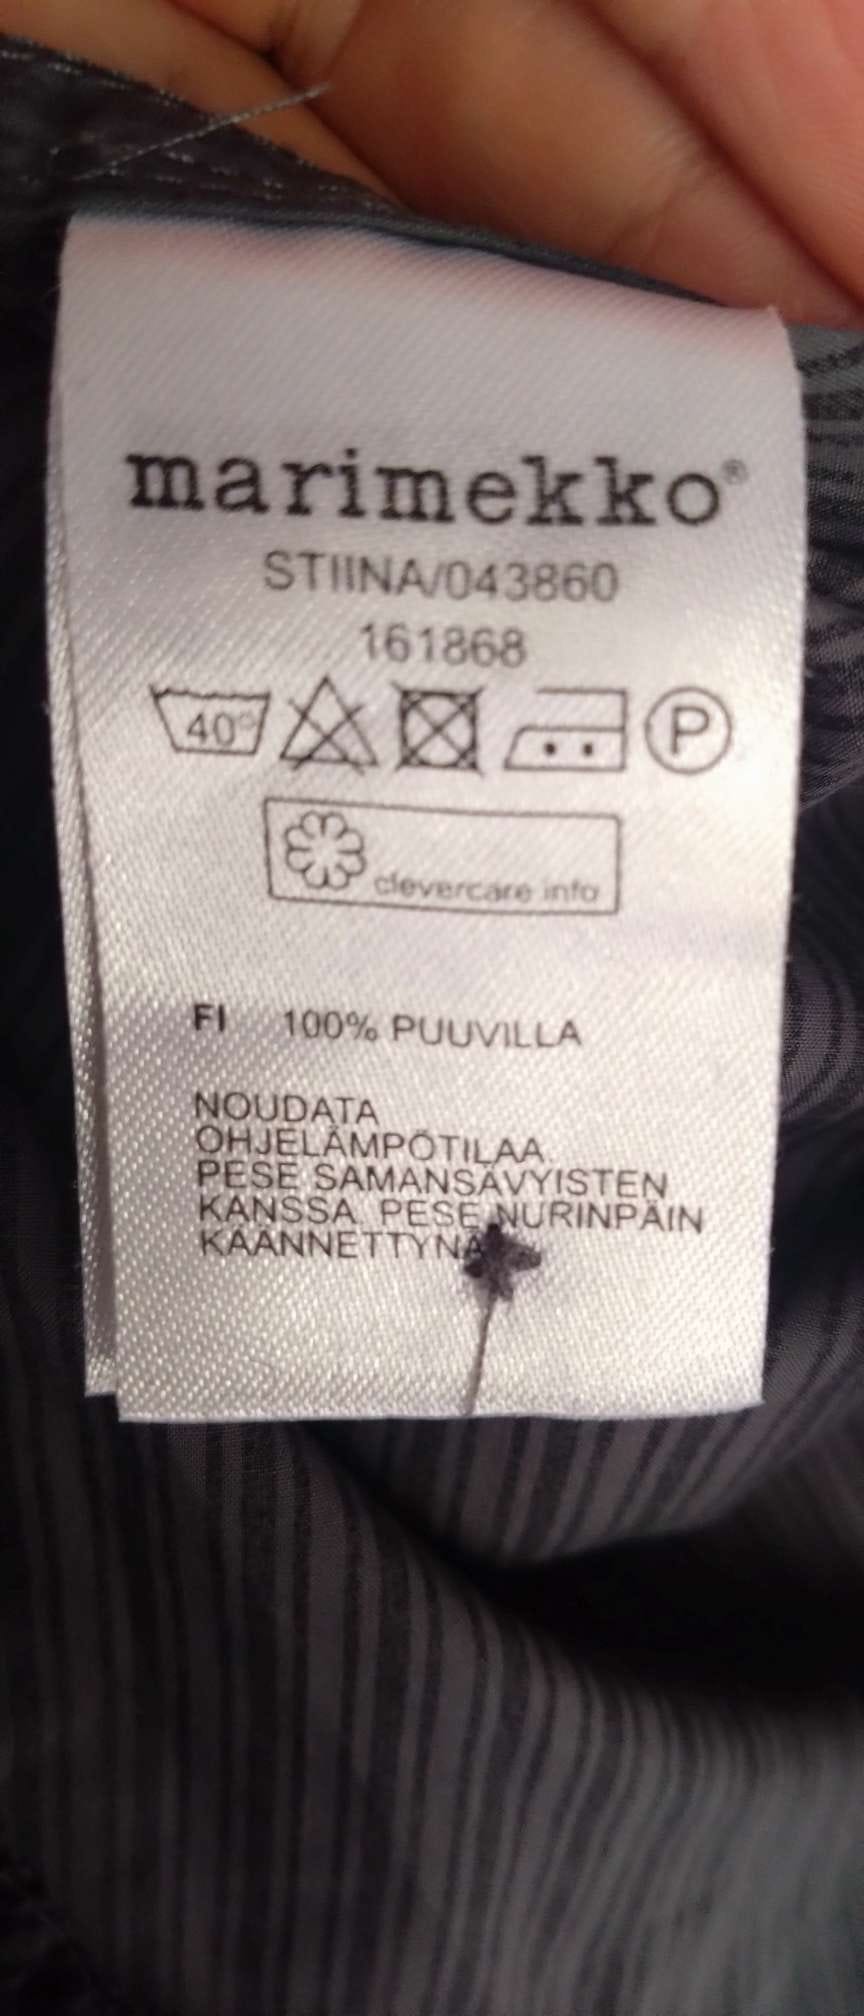 marimekko®
STIINA/043860
161868
40° P
clevercare.info
FI 100% PUUVILLA
NOUDATA
OHJELÄMPÖTILAA.
PESE SAMANSÄVYISTEN
KANSSA. PESE NURINPÄIN
KÄÄNNETTYNÄ